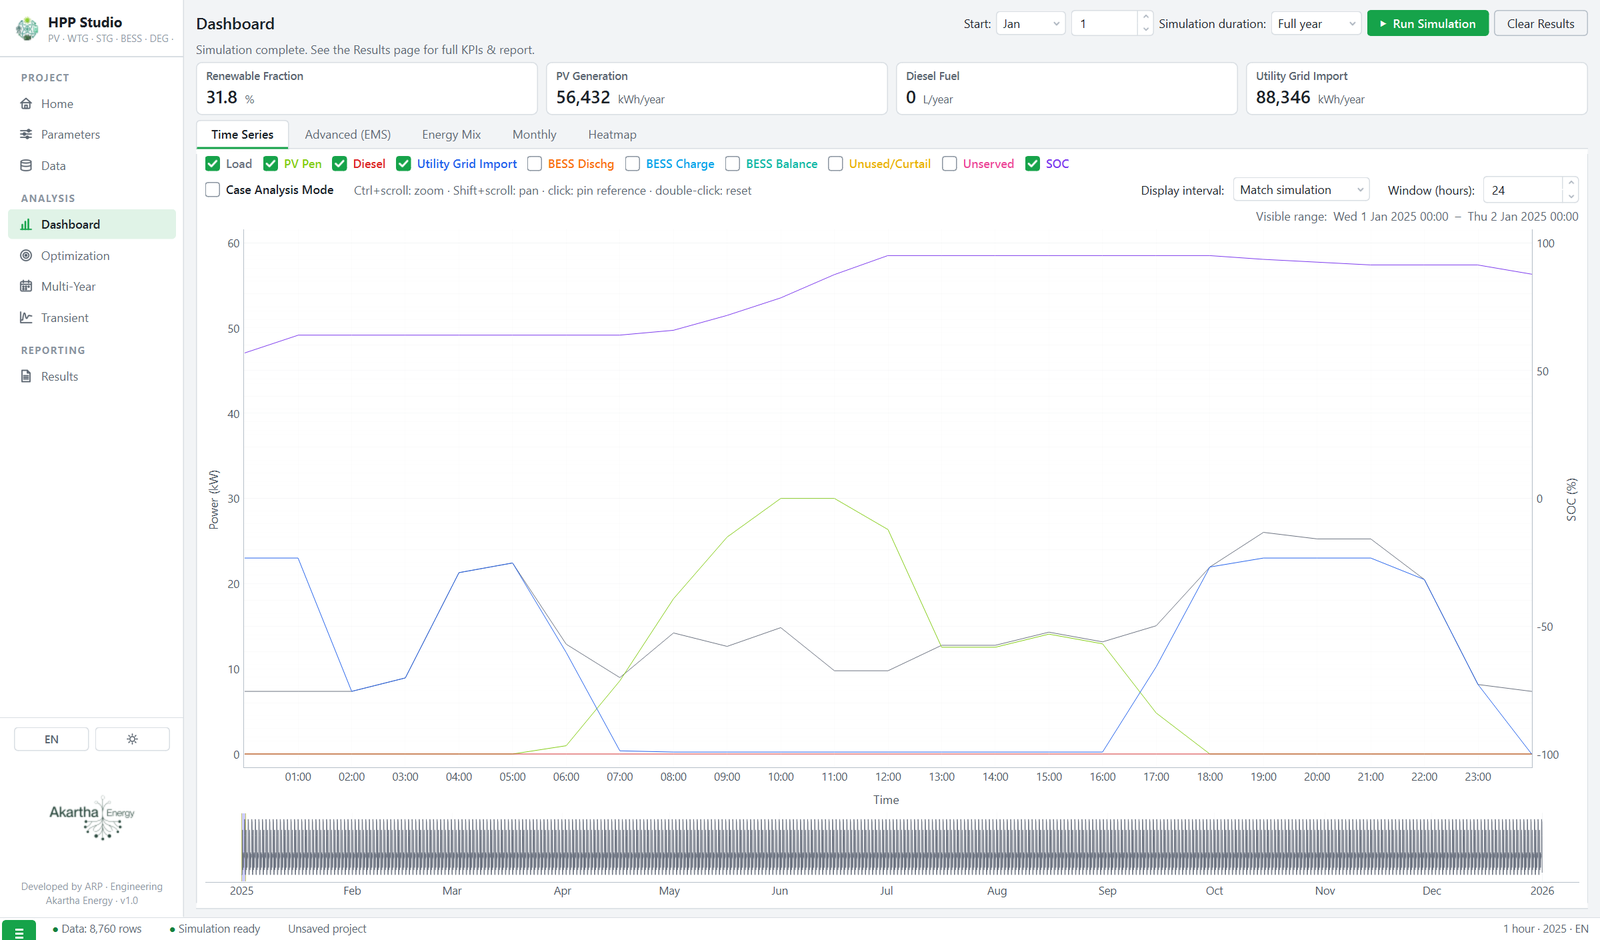 HPP Studio
PV · WTG · STG · BESS · DEG ·
PROJECT
Home
Parameters
Data
ANALYSIS
Dashboard
Optimization
Multi-Year
Transient
REPORTING
Results
EN
Akartha Energy
Developed by ARP · Engineering
Akartha Energy · v1.0
Dashboard
Start: Jan 1 Simulation duration: Full year Run Simulation Clear Results
Simulation complete. See the Results page for full KPIs & report.
Renewable Fraction
31.8 %
PV Generation
56,432 kWh/year
Diesel Fuel
0 L/year
Utility Grid Import
88,346 kWh/year
Time Series Advanced (EMS) Energy Mix Monthly Heatmap
Load PV Pen Diesel Utility Grid Import BESS Dischg BESS Charge BESS Balance Unused/Curtail Unserved SOC
Case Analysis Mode Ctrl+scroll: zoom · Shift+scroll: pan · click: pin reference · double-click: reset Display interval: Match simulation Window (hours): 24
Visible range: Wed 1 Jan 2025 00:00 – Thu 2 Jan 2025 00:00
Power (kW)
60
50
40
30
20
10
0
100
50
0
-50
-100
SOC (%)
01:00 02:00 03:00 04:00 05:00 06:00 07:00 08:00 09:00 10:00 11:00 12:00 13:00 14:00 15:00 16:00 17:00 18:00 19:00 20:00 21:00 22:00 23:00
Time
2025 Feb Mar Apr May Jun Jul Aug Sep Oct Nov Dec 2026
Data: 8,760 rows Simulation ready Unsaved project 1 hour · 2025 · EN